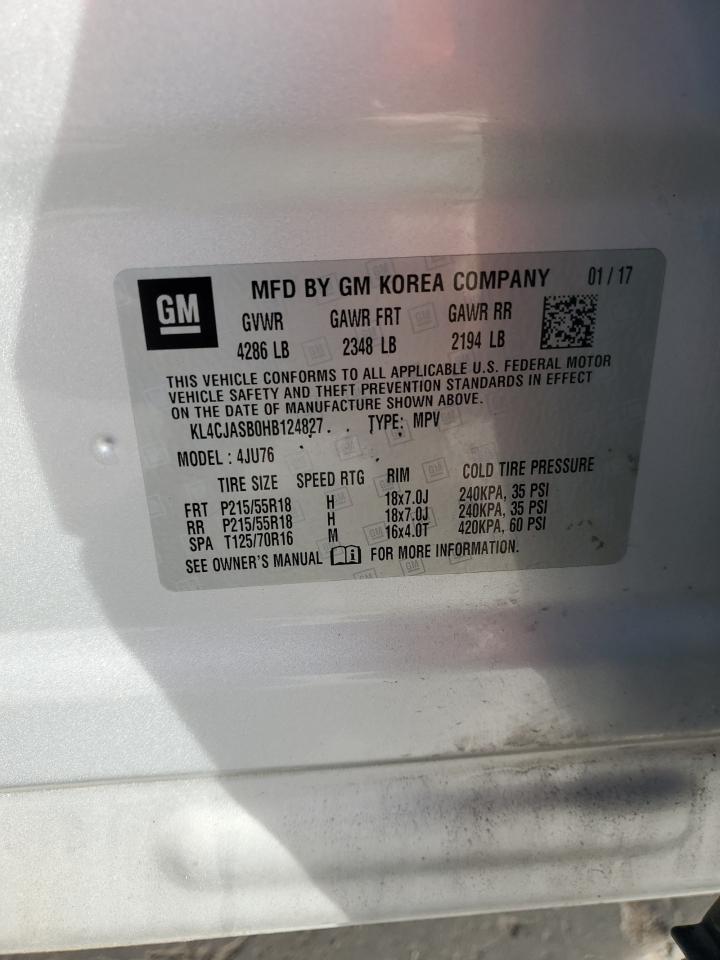 GM
MFD BY GM KOREA COMPANY 01 / 17
GVWR GAWR FRT GAWR RR
4286 LB 2348 LB 2194 LB
THIS VEHICLE CONFORMS TO ALL APPLICABLE U.S. FEDERAL MOTOR
VEHICLE SAFETY AND THEFT PREVENTION STANDARDS IN EFFECT
ON THE DATE OF MANUFACTURE SHOWN ABOVE.
KL4CJASB0HB124827 TYPE: MPV
MODEL : 4JU76
TIRE SIZE SPEED RTG RIM COLD TIRE PRESSURE
FRT P215/55R18 H 18x7.0J 240KPA, 35 PSI
RR P215/55R18 H 18x7.0J 240KPA, 35 PSI
SPA T125/70R16 M 16x4.0T 420KPA, 60 PSI
SEE OWNER'S MANUAL FOR MORE INFORMATION.